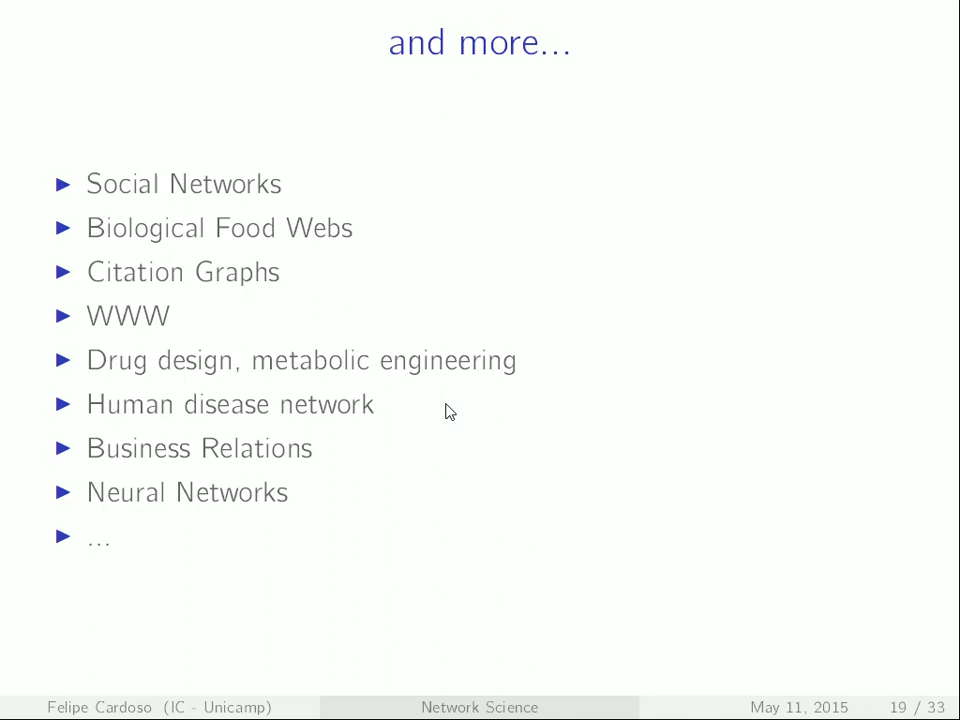 and more...
Social Networks
Biological Food Webs
Citation Graphs
WWW
Drug design, metabolic engineering
Human disease network
Business Relations
Neural Networks
...
Felipe Cardoso (IC - Unicamp) Network Science May 11, 2015 19 / 33